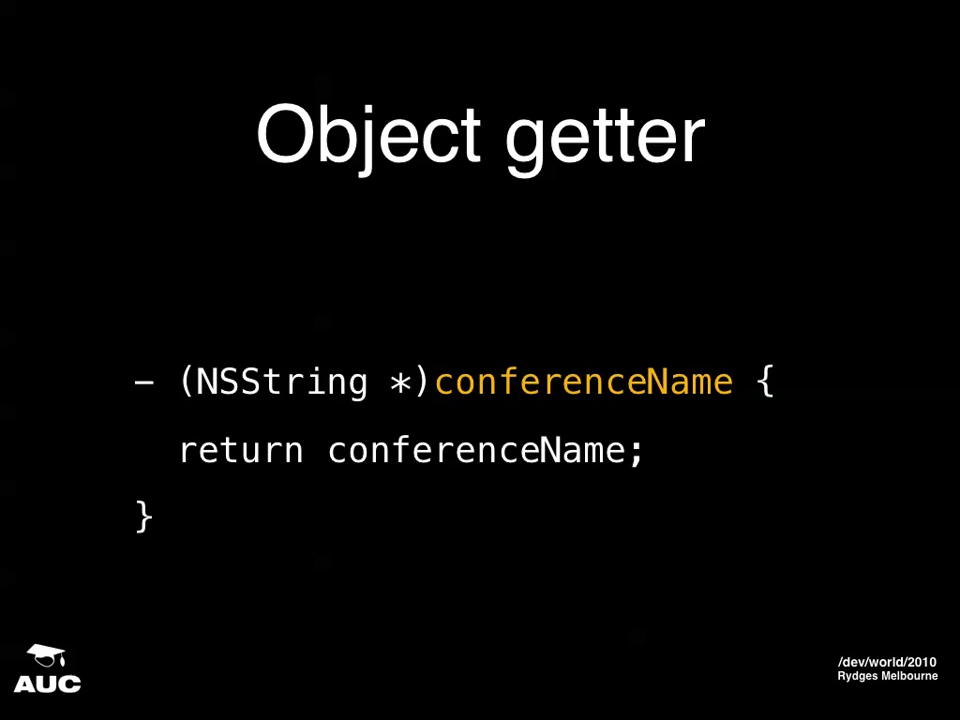 Object getter
- (NSString *)conferenceName {
return conferenceName;
}
AUC
/dev/world/2010
Rydges Melbourne